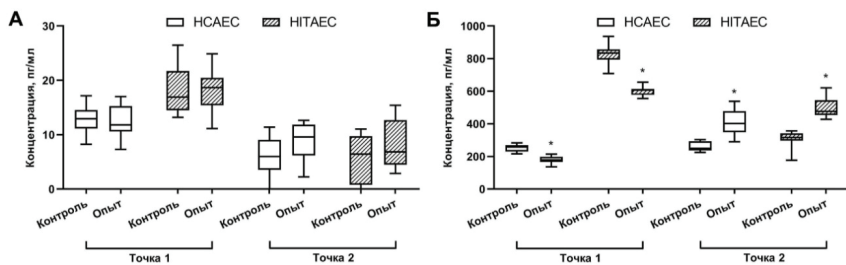 А
HCAEC HITAEC
Концентрация, пг/мл
30
20
10
0
Контроль Опыт Контроль Опыт Контроль Опыт Контроль Опыт
Точка 1 Точка 2
Б
HCAEC HITAEC
Концентрация, пг/мл
1000
800
600
400
200
0
* * * *
Контроль Опыт Контроль Опыт Контроль Опыт Контроль Опыт
Точка 1 Точка 2